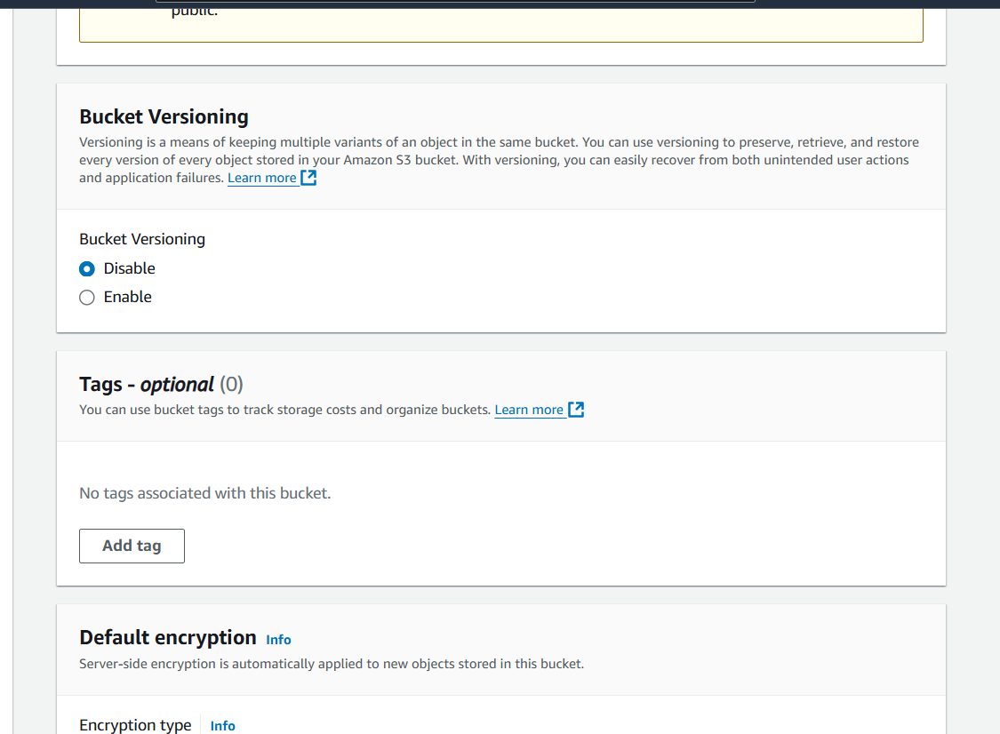 public.
Bucket Versioning
Versioning is a means of keeping multiple variants of an object in the same bucket. You can use versioning to preserve, retrieve, and restore
every version of every object stored in your Amazon S3 bucket. With versioning, you can easily recover from both unintended user actions
and application failures. Learn more
Bucket Versioning
Disable
Enable
Tags - optional (0)
You can use bucket tags to track storage costs and organize buckets. Learn more
No tags associated with this bucket.
Add tag
Default encryption Info
Server-side encryption is automatically applied to new objects stored in this bucket.
Encryption type Info